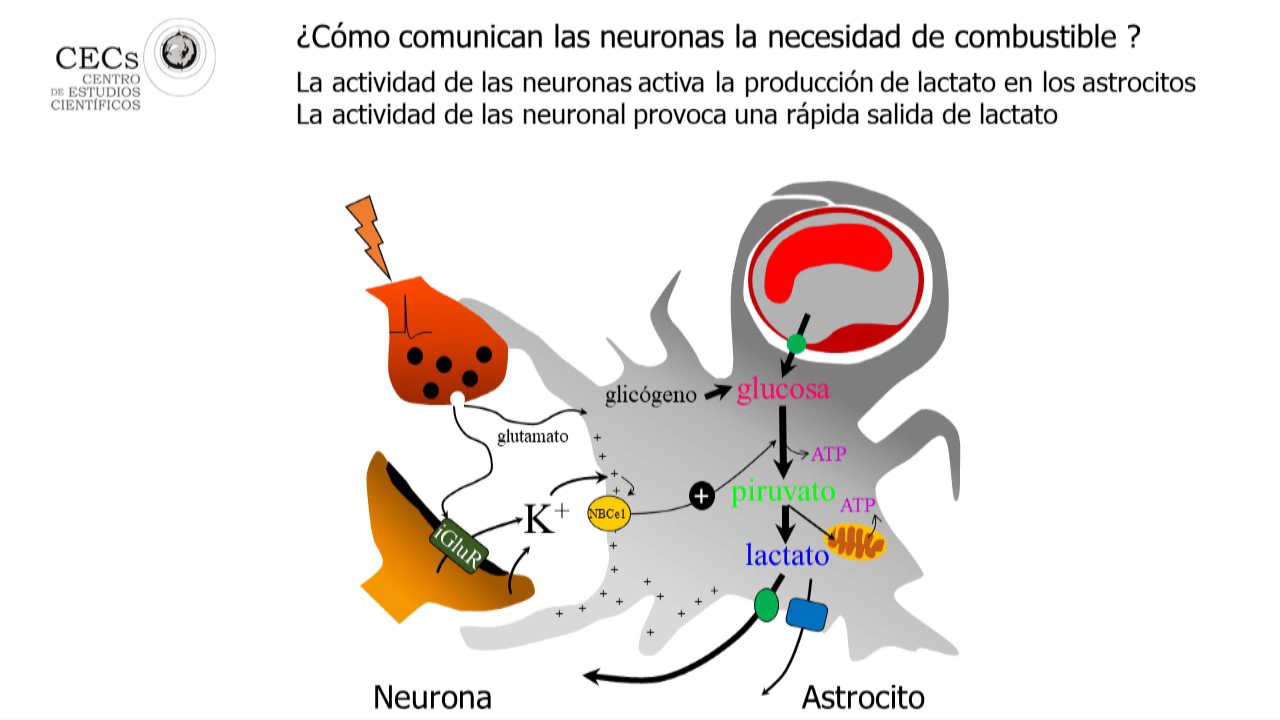 CECs
CENTRO
DE ESTUDIOS
CIENTÍFICOS
¿Cómo comunican las neuronas la necesidad de combustible ?
La actividad de las neuronas activa la producción de lactato en los astrocitos
La actividad de las neuronal provoca una rápida salida de lactato
glicógeno
glucosa
glutamato
ATP
piruvato
ATP
K+
NBCe1
+
iGluR
lactato
Neurona
Astrocito